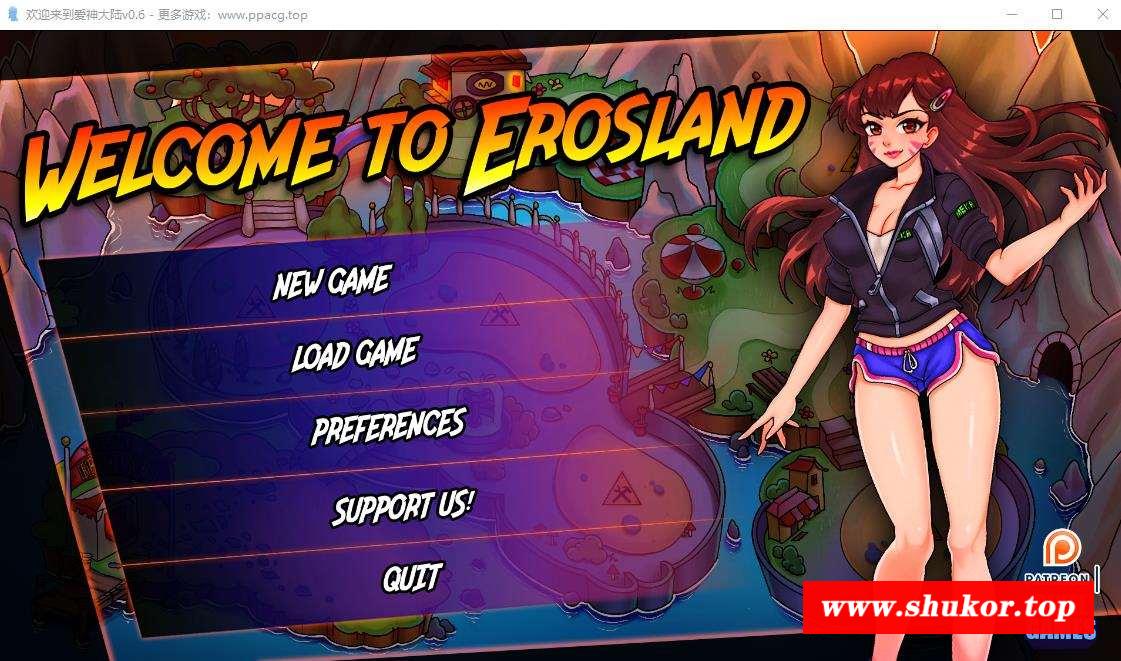 欢迎来到爱神大陆v0.6 - 更多游戏：www.ppacg.top
WELCOME TO EROSLAND
NEW GAME
LOAD GAME
PREFERENCES
SUPPORT US!
QUIT
PATREON
www.shukor.top
GAMES